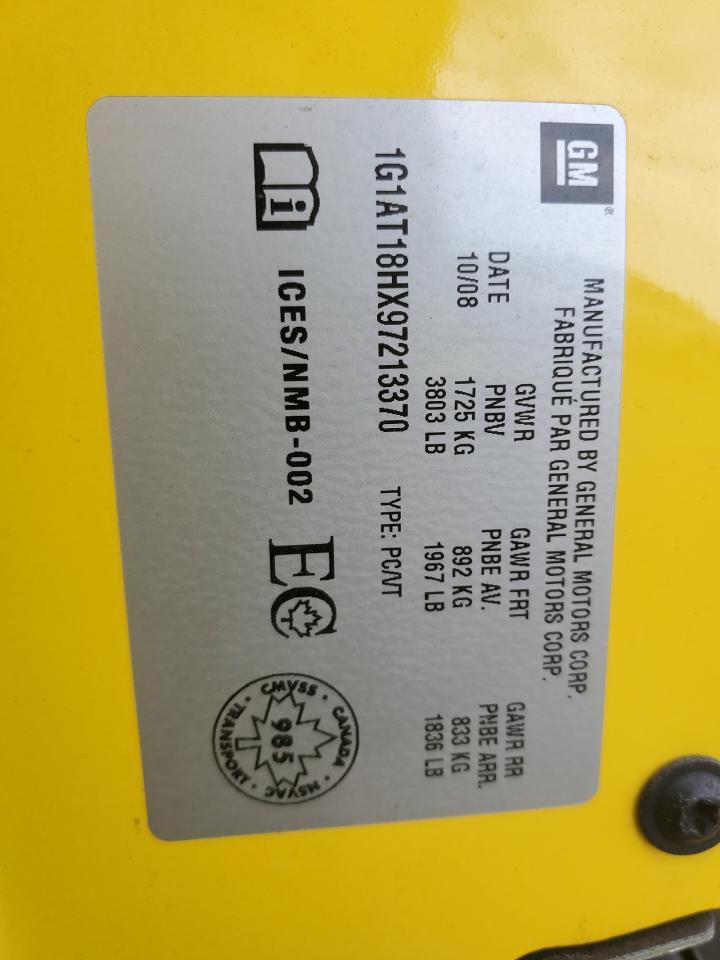 GM
®
MANUFACTURED BY GENERAL MOTORS CORP.
FABRIQUÉ PAR GENERAL MOTORS CORP.
GVWR GAWR FRT GAWR RR
DATE PNBV PNBE AV. PNBE ARR.
10/08 1725 KG 892 KG 833 KG
3803 LB 1967 LB 1836 LB
1G1AT18HX97213370 TYPE: PC/VT
i ICES/NMB-002 EC
CMVSS · CANADA · NSVAC · TRANSPORT ·
985